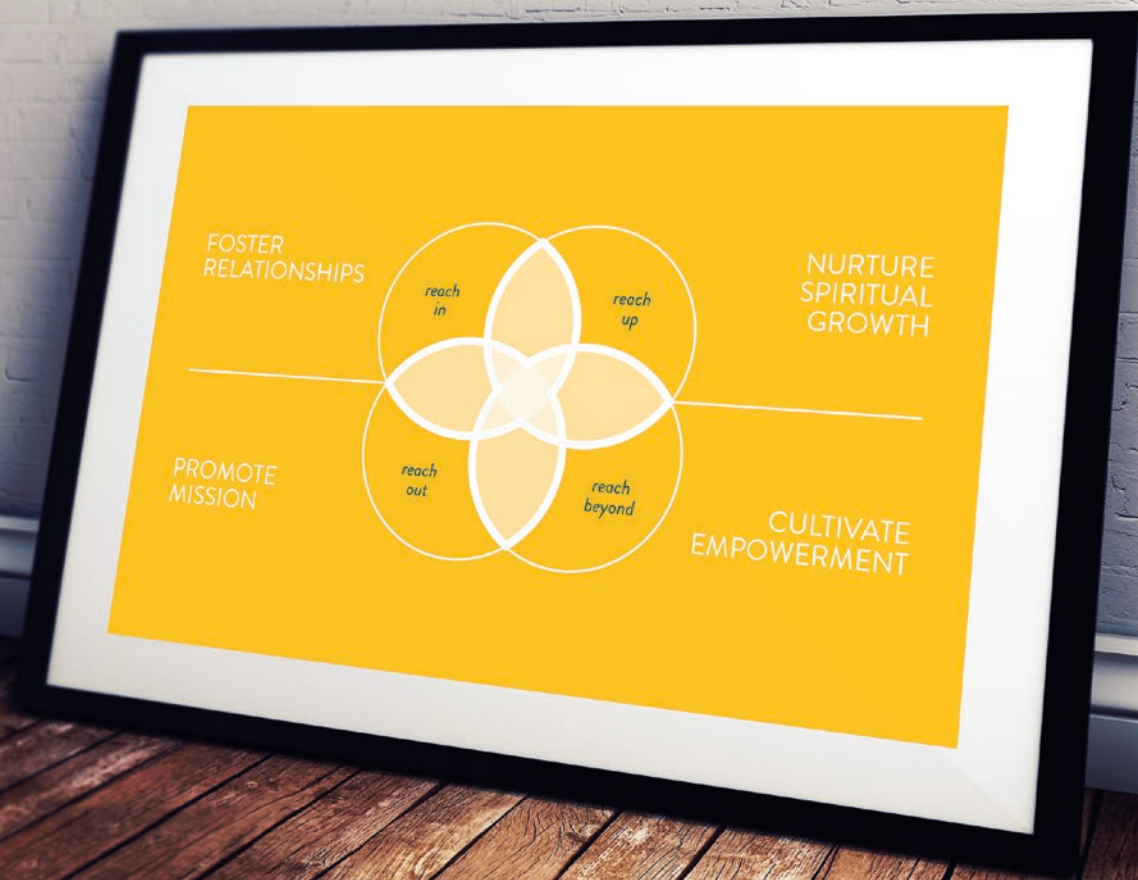 FOSTER
RELATIONSHIPS
reach
in
reach
up
NURTURE
SPIRITUAL
GROWTH
PROMOTE
MISSION
reach
out
reach
beyond
CULTIVATE
EMPOWERMENT